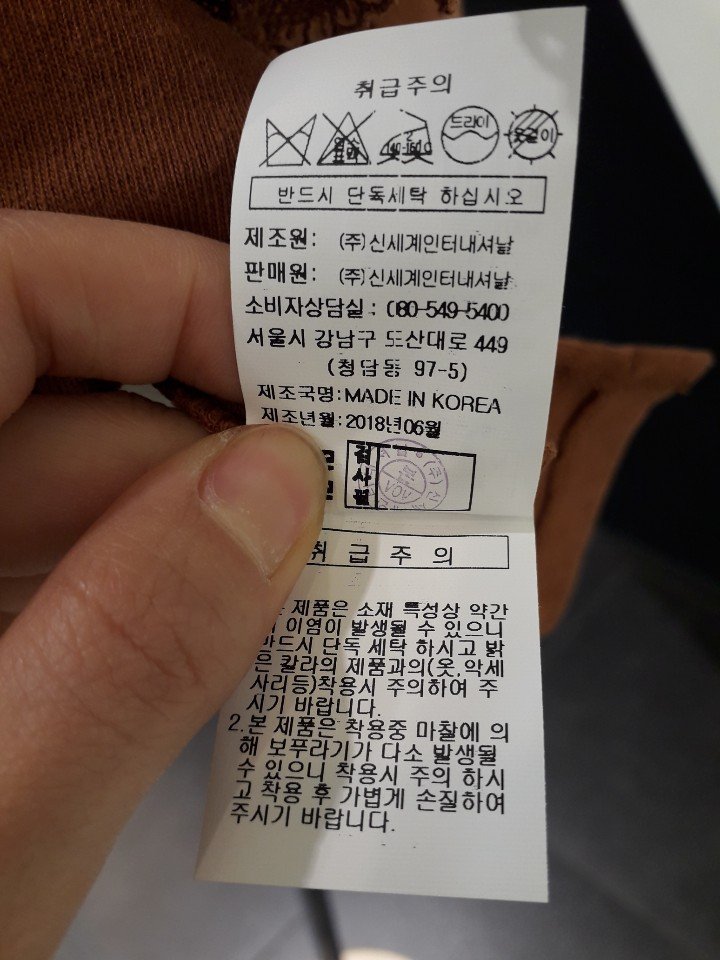 취급주의
드라이
옷걸이
반드시 단독세탁 하십시오
제조원: (주)신세계인터내셔날
판매원: (주)신세계인터내셔날
소비자상담실 : 080-549-5400
서울시 강남구 도산대로 449
(청담동 97-5)
제조국명:MADE IN KOREA
제조년월:2018년06월
검사필
취 급 주 의
제품은 소재 특성상 약간
이염이 발생될 수 있으니
반드시 단독 세탁 하시고 밝
은 칼라의 제품과의(옷,악세
사리등)착용시 주의하여 주
시기 바랍니다.
2.본 제품은 착용중 마찰에 의
해 보푸라기가 다소 발생될
수 있으니 착용시 주의 하시
고 착용 후 가볍게 손질하여
주시기 바랍니다.